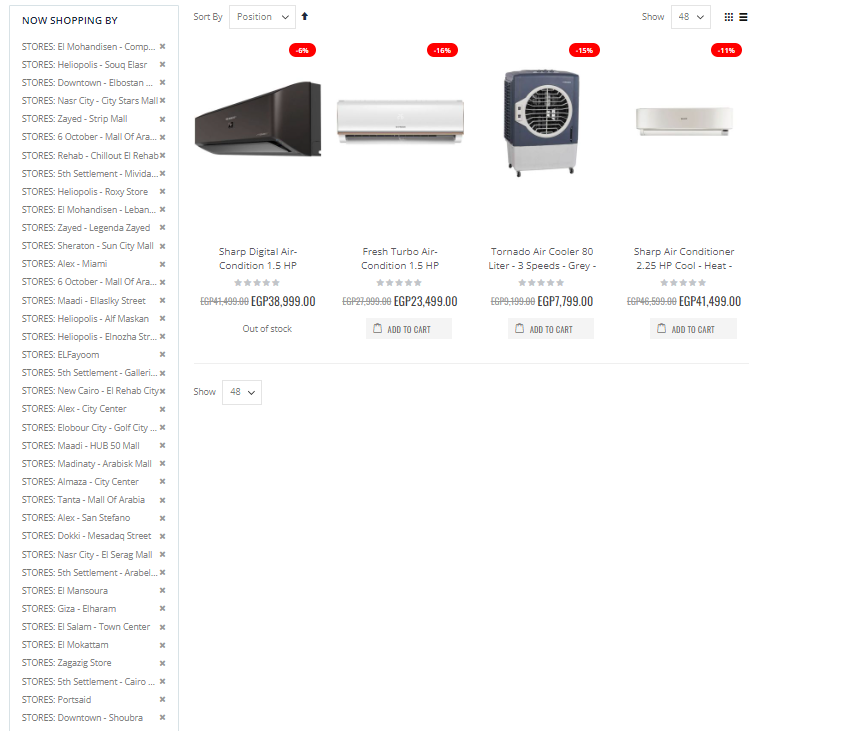 NOW SHOPPING BY
STORES: El Mohandisen - Comp...
STORES: Heliopolis - Souq Elasr
STORES: Downtown - Elbostan ...
STORES: Nasr City - City Stars Mall
STORES: Zayed - Strip Mall
STORES: 6 October - Mall Of Ara...
STORES: Rehab - Chillout El Rehab
STORES: 5th Settlement - Mivida...
STORES: Heliopolis - Roxy Store
STORES: El Mohandisen - Leban...
STORES: Zayed - Legenda Zayed
STORES: Sheraton - Sun City Mall
STORES: Alex - Miami
STORES: 6 October - Mall Of Ara...
STORES: Maadi - Ellaslky Street
STORES: Heliopolis - Alf Maskan
STORES: Heliopolis - Elnozha Str...
STORES: ELFayoom
STORES: 5th Settlement - Galleri...
STORES: New Cairo - El Rehab City
STORES: Alex - City Center
STORES: Elobour City - Golf City ...
STORES: Maadi - HUB 50 Mall
STORES: Madinaty - Arabisk Mall
STORES: Almaza - City Center
STORES: Tanta - Mall Of Arabia
STORES: Alex - San Stefano
STORES: Dokki - Mesadaq Street
STORES: Nasr City - El Serag Mall
STORES: 5th Settlement - Arabel...
STORES: El Mansoura
STORES: Giza - Elharam
STORES: El Salam - Town Center
STORES: El Mokattam
STORES: Zagazig Store
STORES: 5th Settlement - Cairo ...
STORES: Portsaid
STORES: Downtown - Shoubra
Sort By Position
Show 48
-6%
-16%
-15%
-11%
Sharp Digital Air-
Condition 1.5 HP
EGP41,499.00 EGP38,999.00
Out of stock
Fresh Turbo Air-
Condition 1.5 HP
EGP27,999.00 EGP23,499.00
ADD TO CART
Tornado Air Cooler 80
Liter - 3 Speeds - Grey -
EGP9,199.00 EGP7,799.00
ADD TO CART
Sharp Air Conditioner
2.25 HP Cool - Heat -
EGP46,599.00 EGP41,499.00
ADD TO CART
Show 48